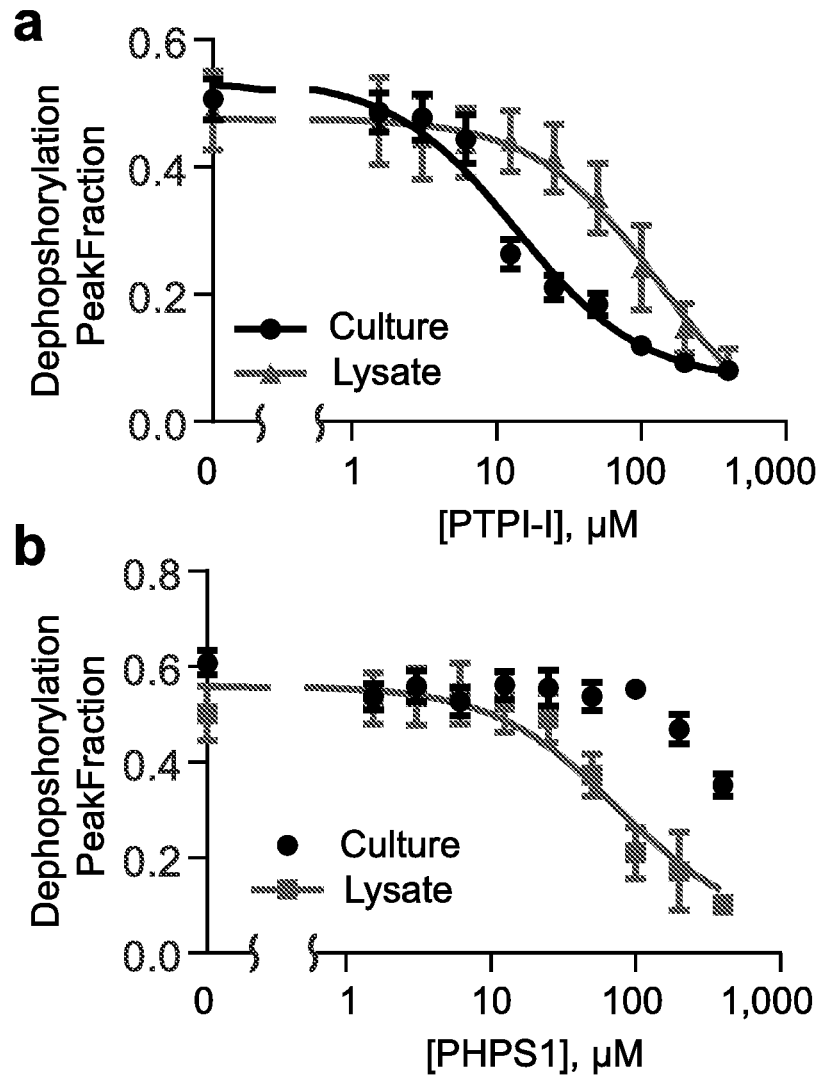 a
0.6
0.4
0.2
0.0
Dephopshorylation
PeakFraction
Culture
Lysate
0 1 10 100 1,000
[PTPI-I], µM
b
0.8
0.6
0.4
0.2
0.0
Dephopshorylation
PeakFraction
Culture
Lysate
0 1 10 100 1,000
[PHPS1], µM